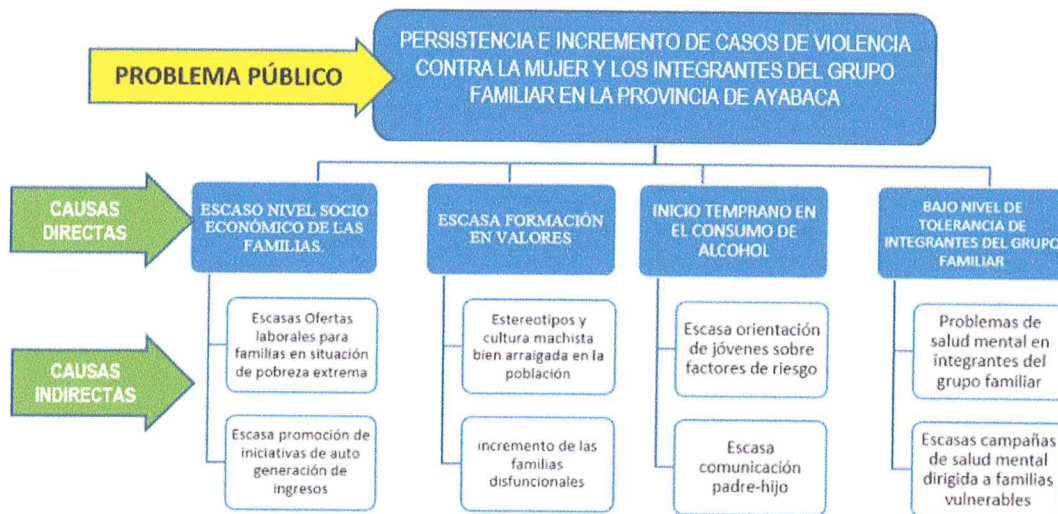 PROBLEMA PÚBLICO
PERSISTENCIA E INCREMENTO DE CASOS DE VIOLENCIA
CONTRA LA MUJER Y LOS INTEGRANTES DEL GRUPO
FAMILIAR EN LA PROVINCIA DE AYABACA
CAUSAS
DIRECTAS
ESCASO NIVEL SOCIO
ECONÓMICO DE LAS
FAMILIAS.
ESCASA FORMACIÓN
EN VALORES
INICIO TEMPRANO EN
EL CONSUMO DE
ALCOHOL
BAJO NIVEL DE
TOLERANCIA DE
INTEGRANTES DEL GRUPO
FAMILIAR
CAUSAS
INDIRECTAS
Escasas Ofertas
laborales para
familias en situación
de pobreza extrema
Estereotipos y
cultura machista
bien arraigada en la
población
Escasa orientación
de jóvenes sobre
factores de riesgo
Problemas de
salud mental en
integrantes del
grupo familiar
Escasa promoción de
iniciativas de auto
generación de
ingresos
incremento de las
familias
disfuncionales
Escasa
comunicación
padre-hijo
Escasas campañas
de salud mental
dirigida a familias
vulnerables